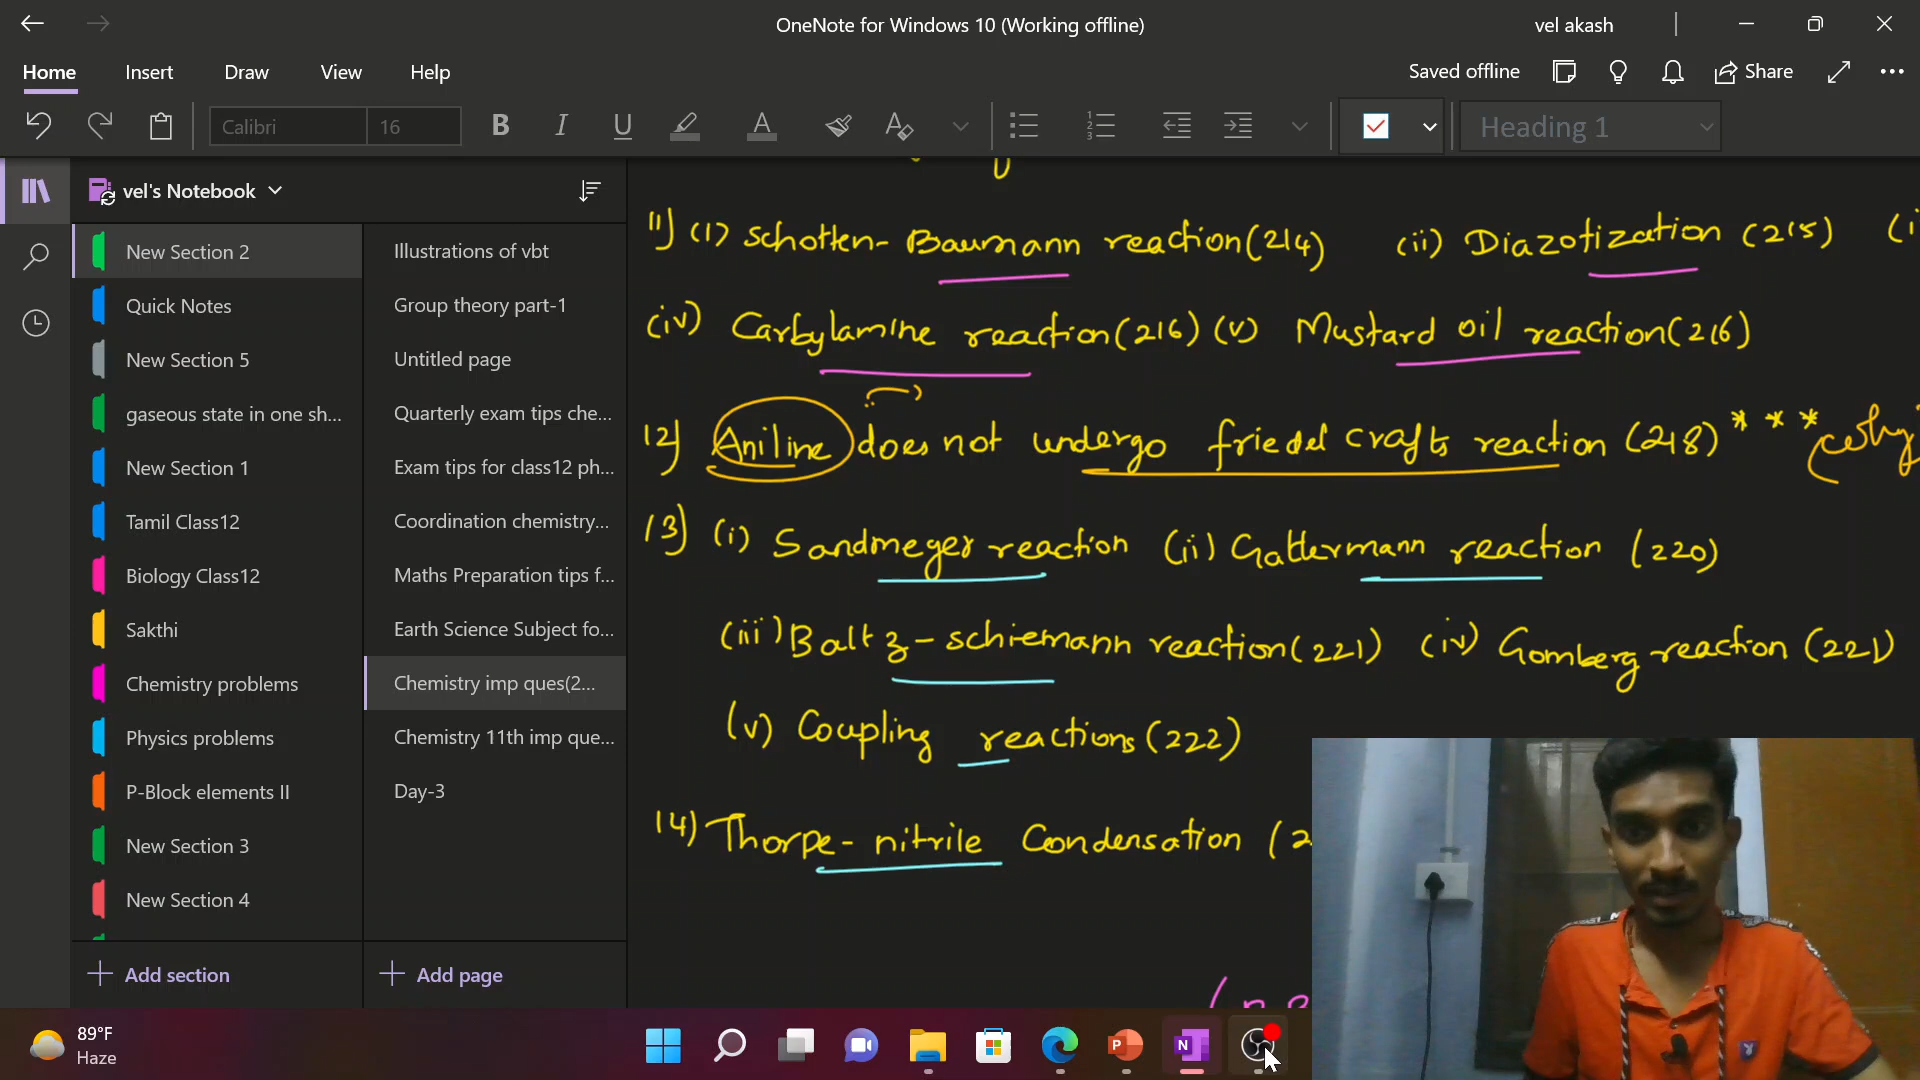 OneNote for Windows 10 (Working offline)
vel akash
Home Insert Draw View Help
Saved offline
Share
Calibri 16 B I U A A
Heading 1
vel's Notebook
New Section 2
Quick Notes
New Section 5
gaseous state in one sh...
New Section 1
Tamil Class12
Biology Class12
Sakthi
Chemistry problems
Physics problems
P-Block elements II
New Section 3
New Section 4
Add section
Illustrations of vbt
Group theory part-1
Untitled page
Quarterly exam tips che...
Exam tips for class12 ph...
Coordination chemistry...
Maths Preparation tips f...
Earth Science Subject fo...
Chemistry imp ques(2...
Chemistry 11th imp que...
Day-3
Add page
11) (i) Schotten-Baumann reaction(214) (ii) Diazotization (215) (i
(iv) Carbylamine reaction(216) (v) Mustard oil reaction(216)
12) Aniline does not undergo friedel crafts reaction (218) ***
13) (i) Sandmeyer reaction (ii) Gattermann reaction (220)
(iii) Baltz-schiemann reaction(221) (iv) Gomberg reaction (221)
(v) Coupling reactions(222)
14) Thorpe-nitrile Condensation (2
89°F
Haze